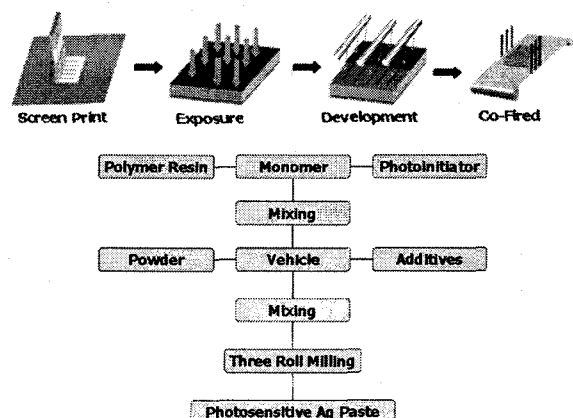 Screen Print Exposure Development Co-Fired
Polymer Resin Monomer Photoinitiator
Mixing
Powder Vehicle Additives
Mixing
Three Roll Milling
Photosensitive Ag Paste